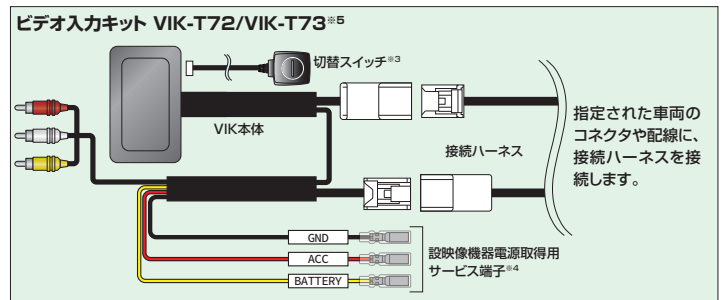 ビデオ入力キット VIK-T72/VIK-T73※5
切替スイッチ※3
VIK本体
接続ハーネス
指定された車両の
コネクタや配線に、
接続ハーネスを接
続します。
GND
ACC
BATTERY
設映像機器電源取得用
サービス端子※4